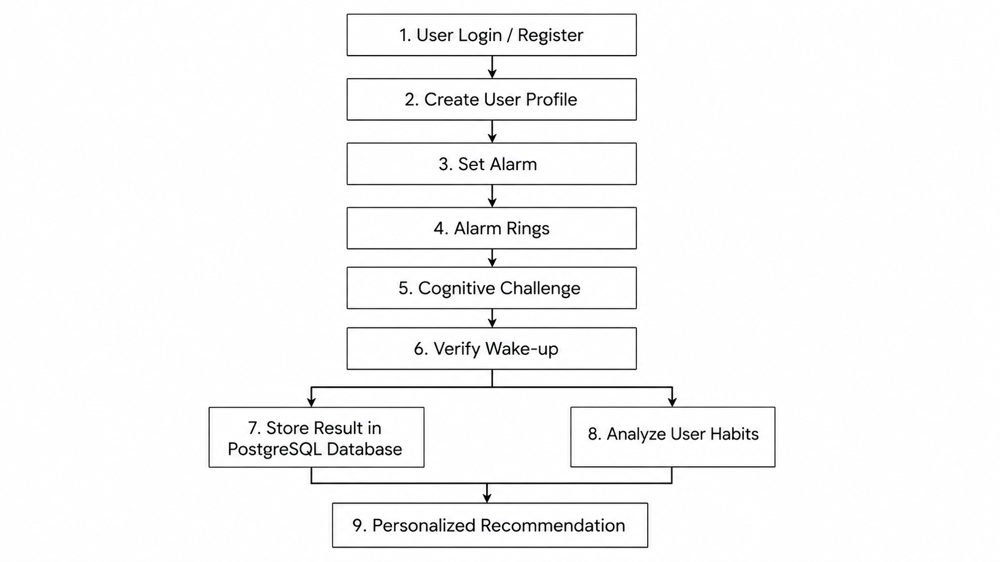 1. User Login / Register
2. Create User Profile
3. Set Alarm
4. Alarm Rings
5. Cognitive Challenge
6. Verify Wake-up
7. Store Result in
PostgreSQL Database
8. Analyze User Habits
9. Personalized Recommendation